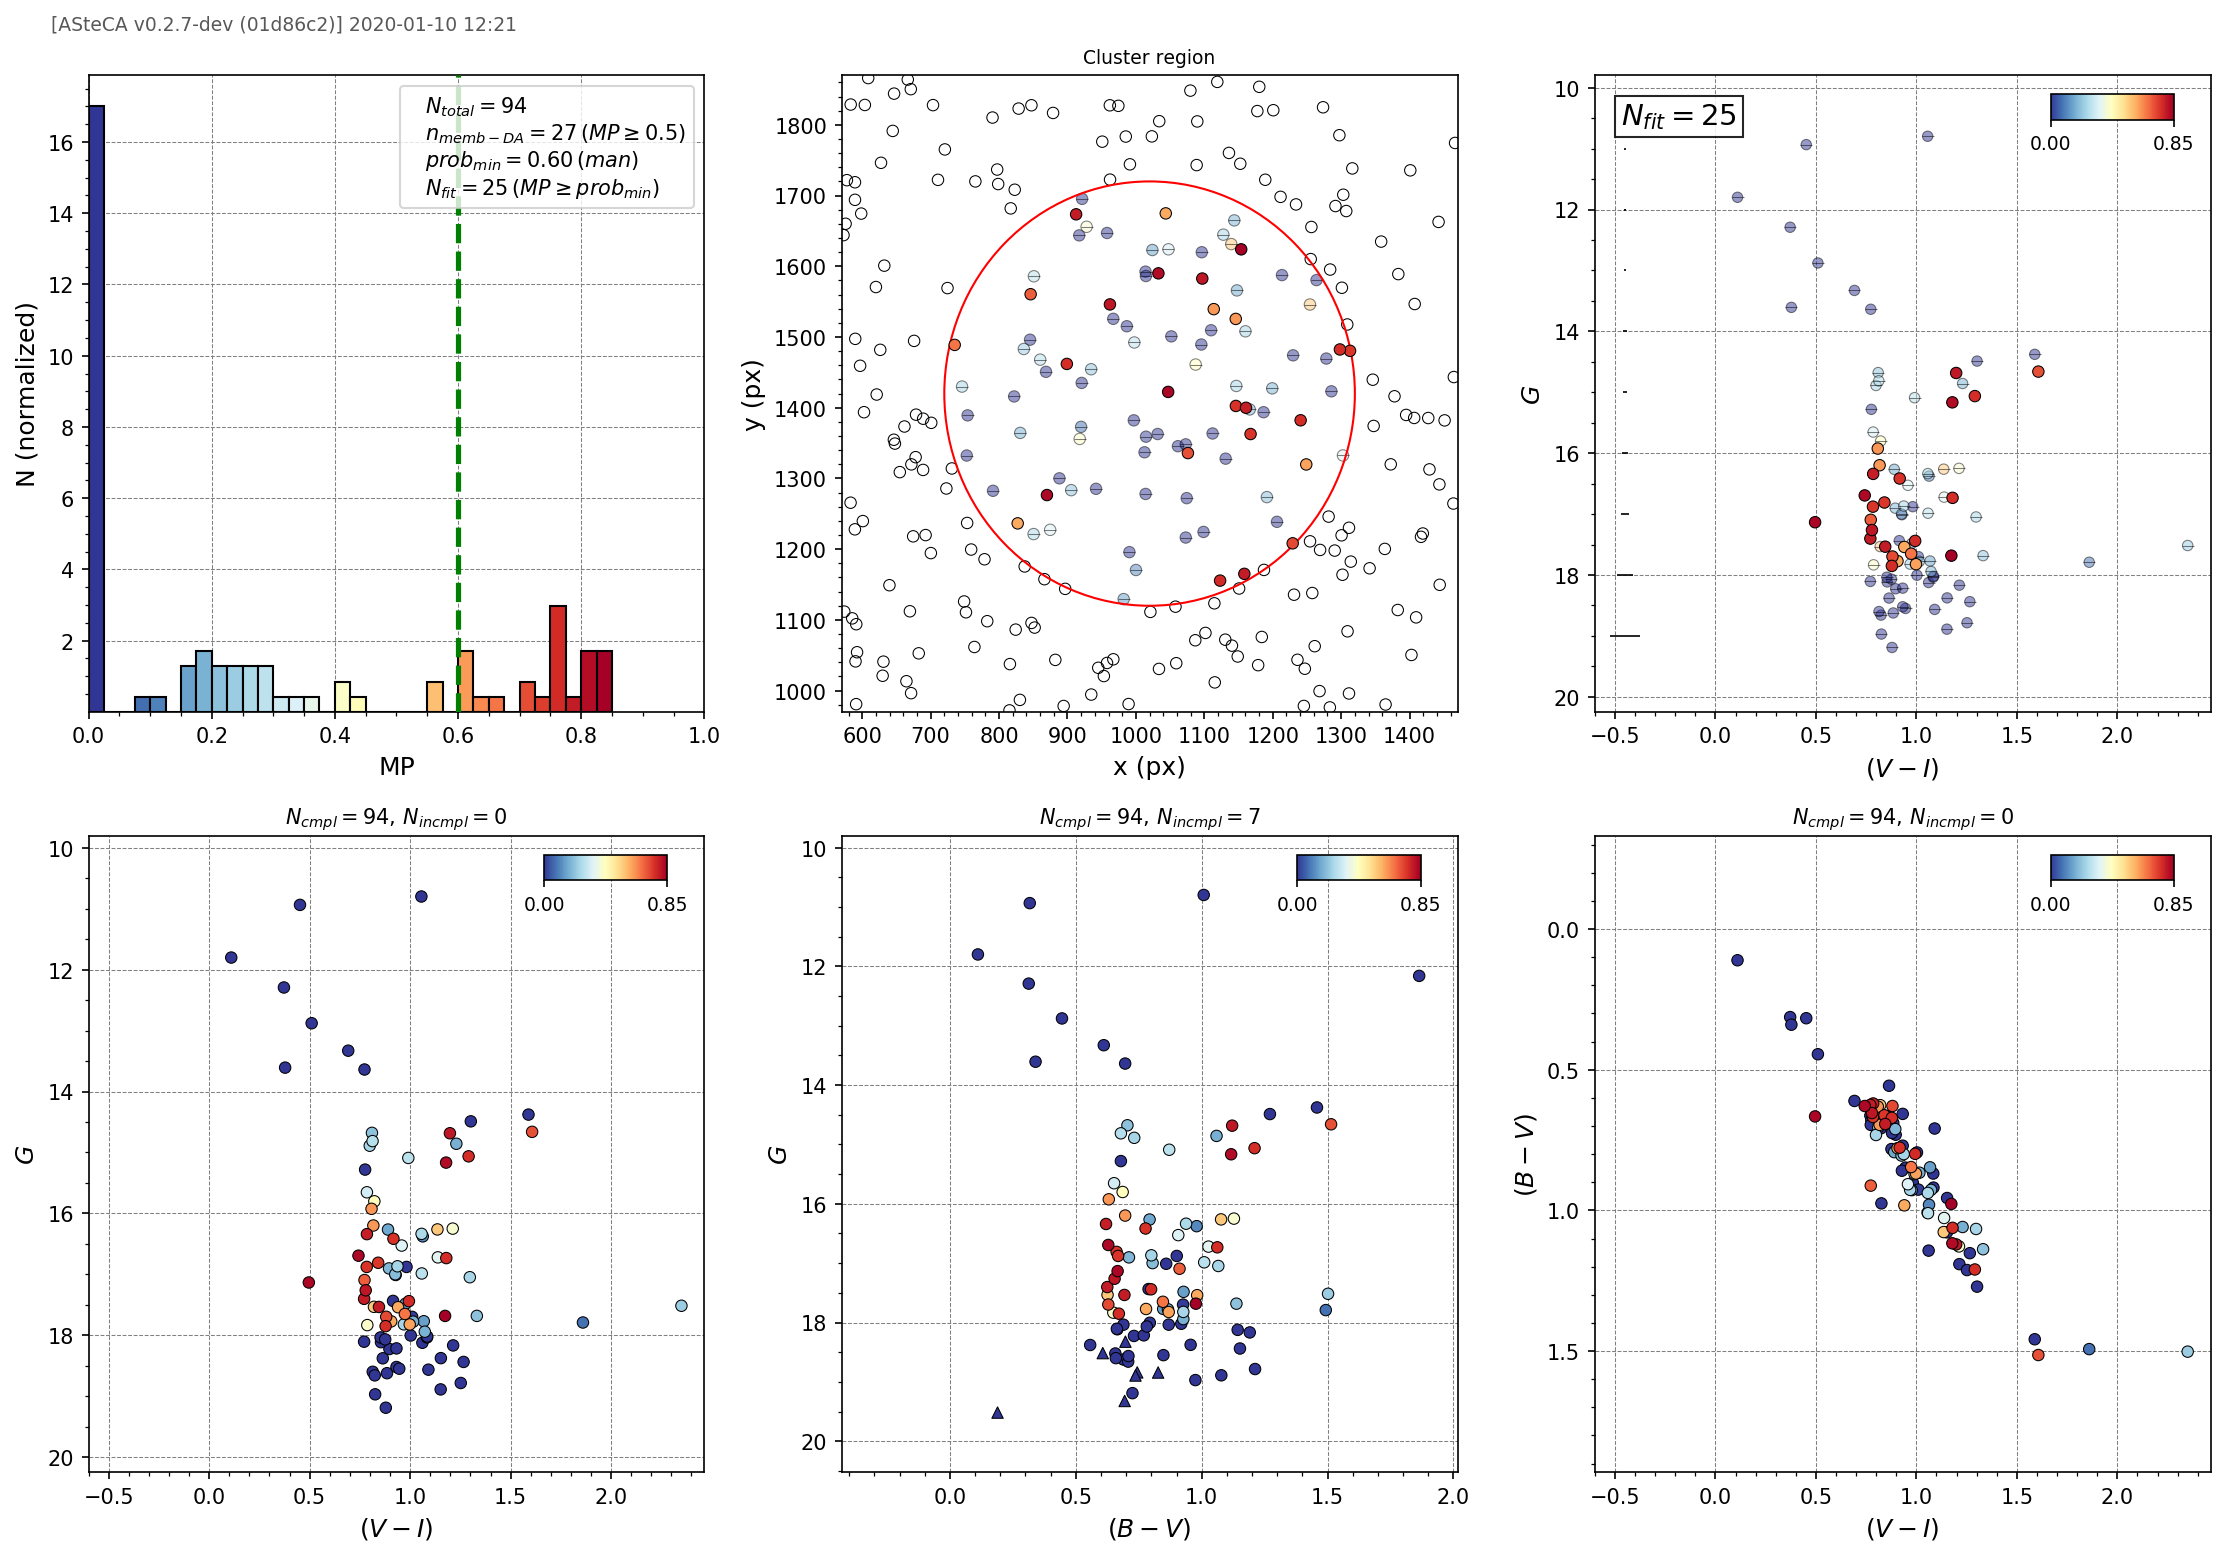 [ASteCA v0.2.7-dev (01d86c2)] 2020-01-10 12:21
N (normalized)
16
14
12
10
8
6
4
2
N_total = 94
n_memb−DA = 27 (MP ≥ 0.5)
prob_min = 0.60 (man)
N_fit = 25 (MP ≥ prob_min)
0.0 0.2 0.4 0.6 0.8 1.0
MP
Cluster region
y (px)
1800
1700
1600
1500
1400
1300
1200
1100
1000
600 700 800 900 1000 1100 1200 1300 1400
x (px)
G
10
12
14
16
18
20
N_fit = 25
0.00 0.85
−0.5 0.0 0.5 1.0 1.5 2.0
(V − I)
N_cmpl = 94, N_incmpl = 0
G
10
12
14
16
18
20
0.00 0.85
−0.5 0.0 0.5 1.0 1.5 2.0
(V − I)
N_cmpl = 94, N_incmpl = 7
G
10
12
14
16
18
20
0.00 0.85
0.0 0.5 1.0 1.5 2.0
(B − V)
N_cmpl = 94, N_incmpl = 0
(B − V)
0.0
0.5
1.0
1.5
0.00 0.85
−0.5 0.0 0.5 1.0 1.5 2.0
(V − I)